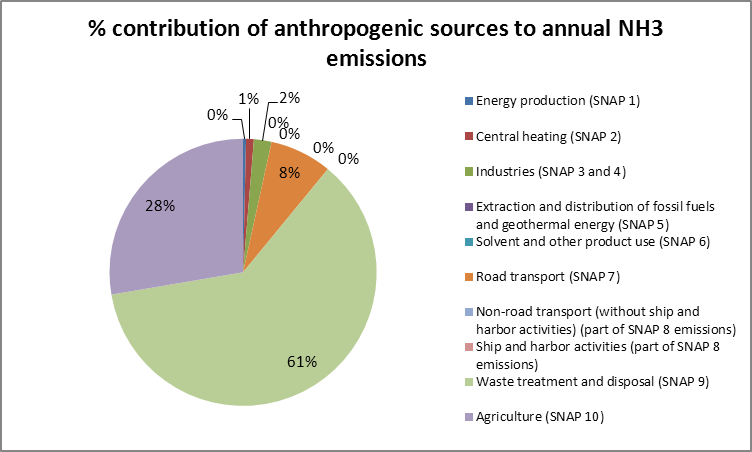 % contribution of anthropogenic sources to annual NH3
emissions
0%
1%
2%
0%
0%
8%
0%
0%
28%
61%
Energy production (SNAP 1)
Central heating (SNAP 2)
Industries (SNAP 3 and 4)
Extraction and distribution of fossil fuels
and geothermal energy (SNAP 5)
Solvent and other product use (SNAP 6)
Road transport (SNAP 7)
Non-road transport (without ship and
harbor activities) (part of SNAP 8 emissions)
Ship and harbor activities (part of SNAP 8
emissions)
Waste treatment and disposal (SNAP 9)
Agriculture (SNAP 10)